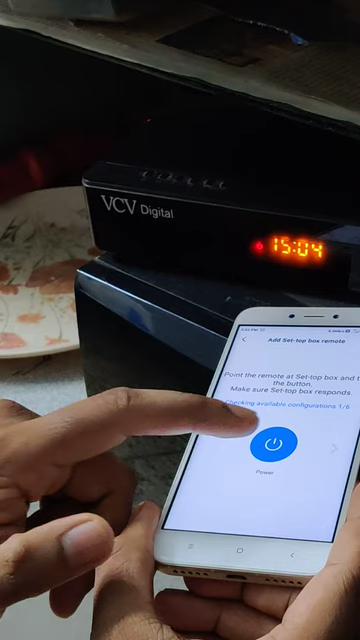 VCV Digital
15:04
Add Set-top box remote
Point the remote at Set-top box and t
the button.
Make sure Set-top box responds.
Checking available configurations 1/6
Power